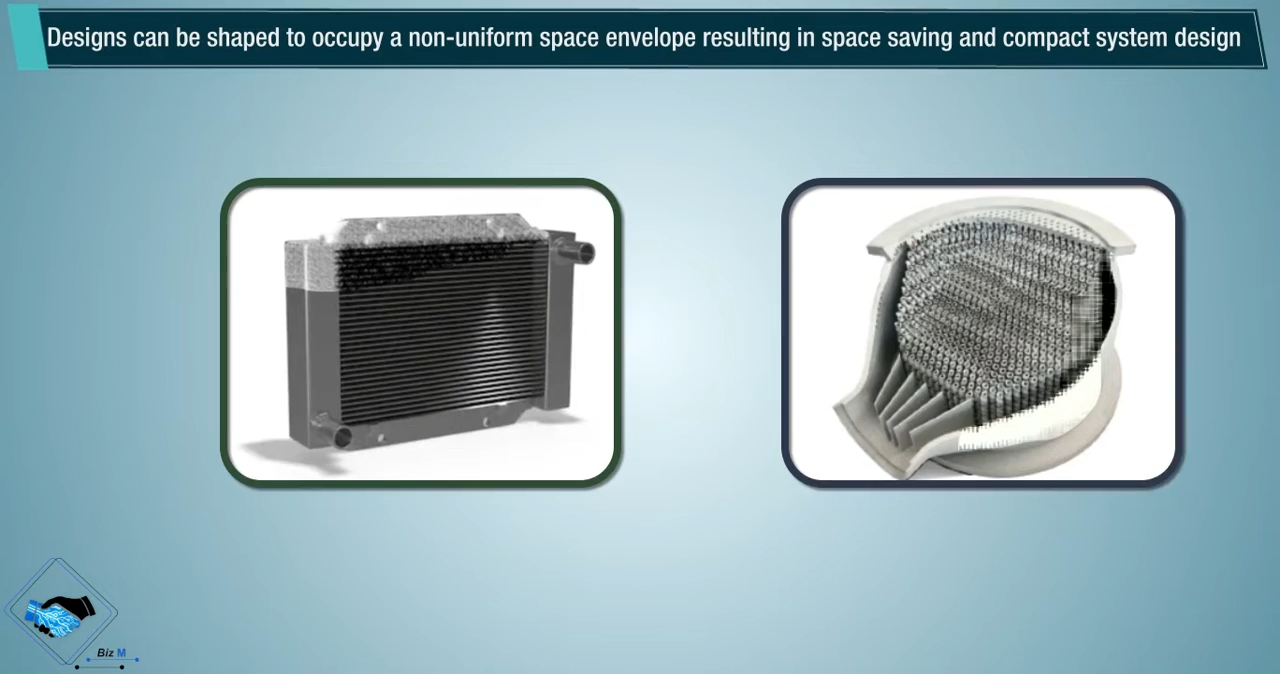 Designs can be shaped to occupy a non-uniform space envelope resulting in space saving and compact system design
Biz M